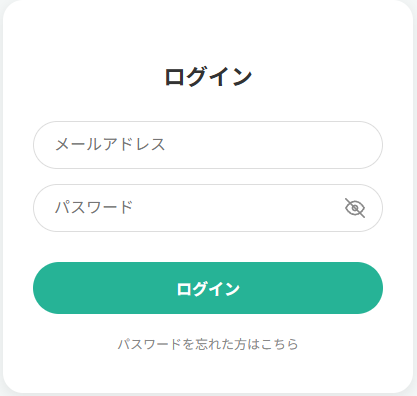 ログイン
メールアドレス
パスワード
ログイン
パスワードを忘れた方はこちら